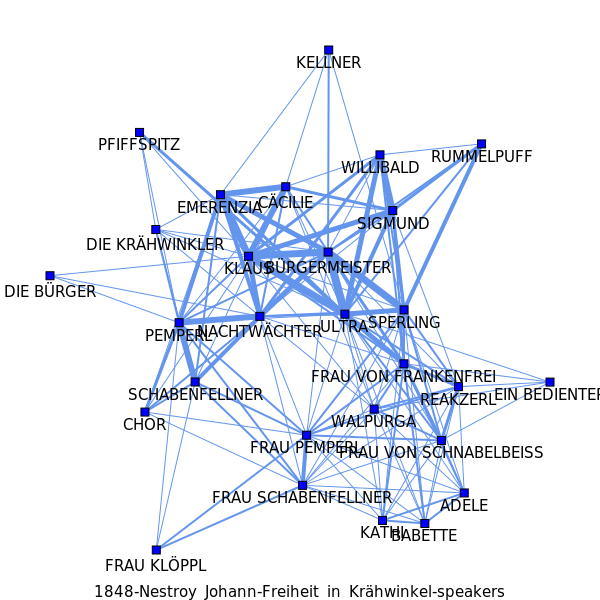 KELLNER
PFIFFSPITZ
RUMMELPUFF
WILLIBALD
EMERENZIA
CÄCILIE
SIGMUND
DIE KRÄHWINKLER
KLAUS
BÜRGERMEISTER
DIE BÜRGER
PEMPERL
NACHTWÄCHTER
ULTRA
SPERLING
FRAU VON FRANKENFREI
SCHABENFELLNER
REAKZERL
EIN BEDIENTER
CHOR
WALPURGA
FRAU PEMPERL
FRAU VON SCHNABELBEISS
FRAU SCHABENFELLNER
ADELE
KATHI
BABETTE
FRAU KLÖPPL
1848-Nestroy Johann-Freiheit in Krähwinkel-speakers